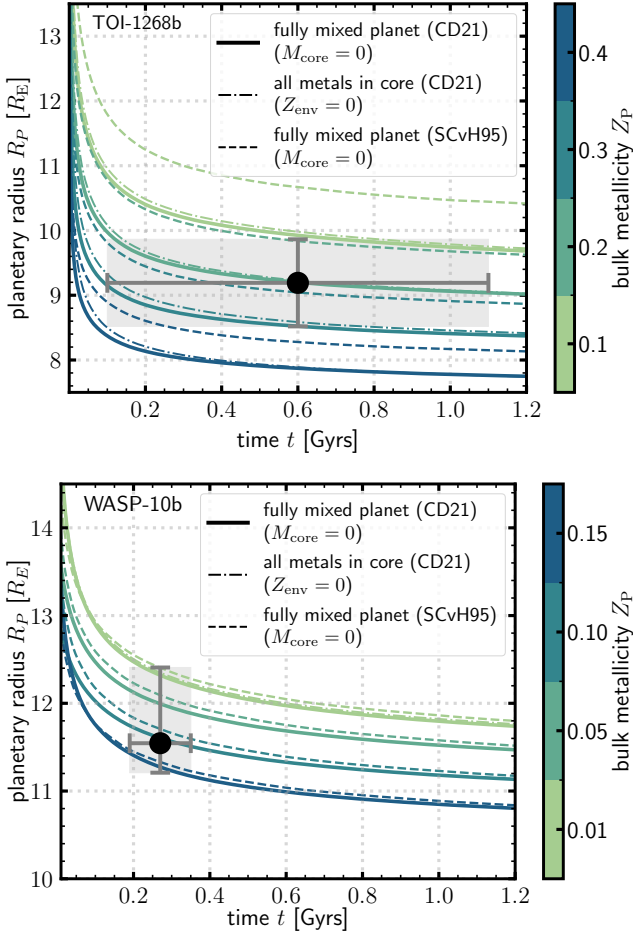 TOI-1268b
fully mixed planet (CD21)
(M_core = 0)
all metals in core (CD21)
(Z_env = 0)
fully mixed planet (SCvH95)
(M_core = 0)
13
12
11
10
9
8
planetary radius R_P [R_E]
0.2
0.4
0.6
0.8
1.0
1.2
time t [Gyrs]
0.4
0.3
0.2
0.1
bulk metallicity Z_P
WASP-10b
fully mixed planet (CD21)
(M_core = 0)
all metals in core (CD21)
(Z_env = 0)
fully mixed planet (SCvH95)
(M_core = 0)
14
13
12
11
10
planetary radius R_P [R_E]
0.2
0.4
0.6
0.8
1.0
1.2
time t [Gyrs]
0.15
0.10
0.05
0.01
bulk metallicity Z_P